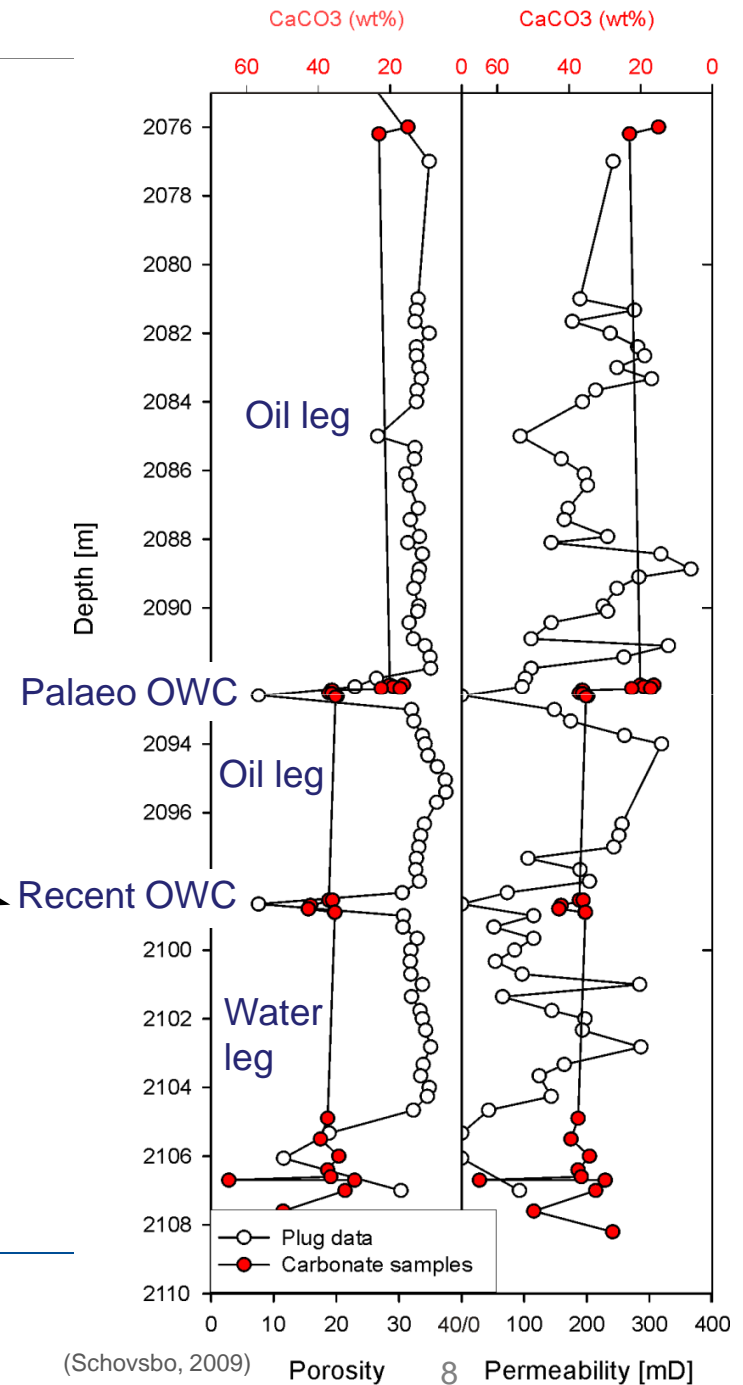 CaCO3 (wt%) CaCO3 (wt%)
60 40 20 0 60 40 20 0
2076
2078
2080
2082
2084
2086
2088
2090
2094
2096
2100
2102
2104
2106
2108
2110
Depth [m]
Oil leg
Palaeo OWC
Oil leg
Recent OWC
Water
leg
Plug data
Carbonate samples
0 10 20 30 40/0 100 200 300 400
(Schovsbo, 2009) Porosity 8 Permeability [mD]